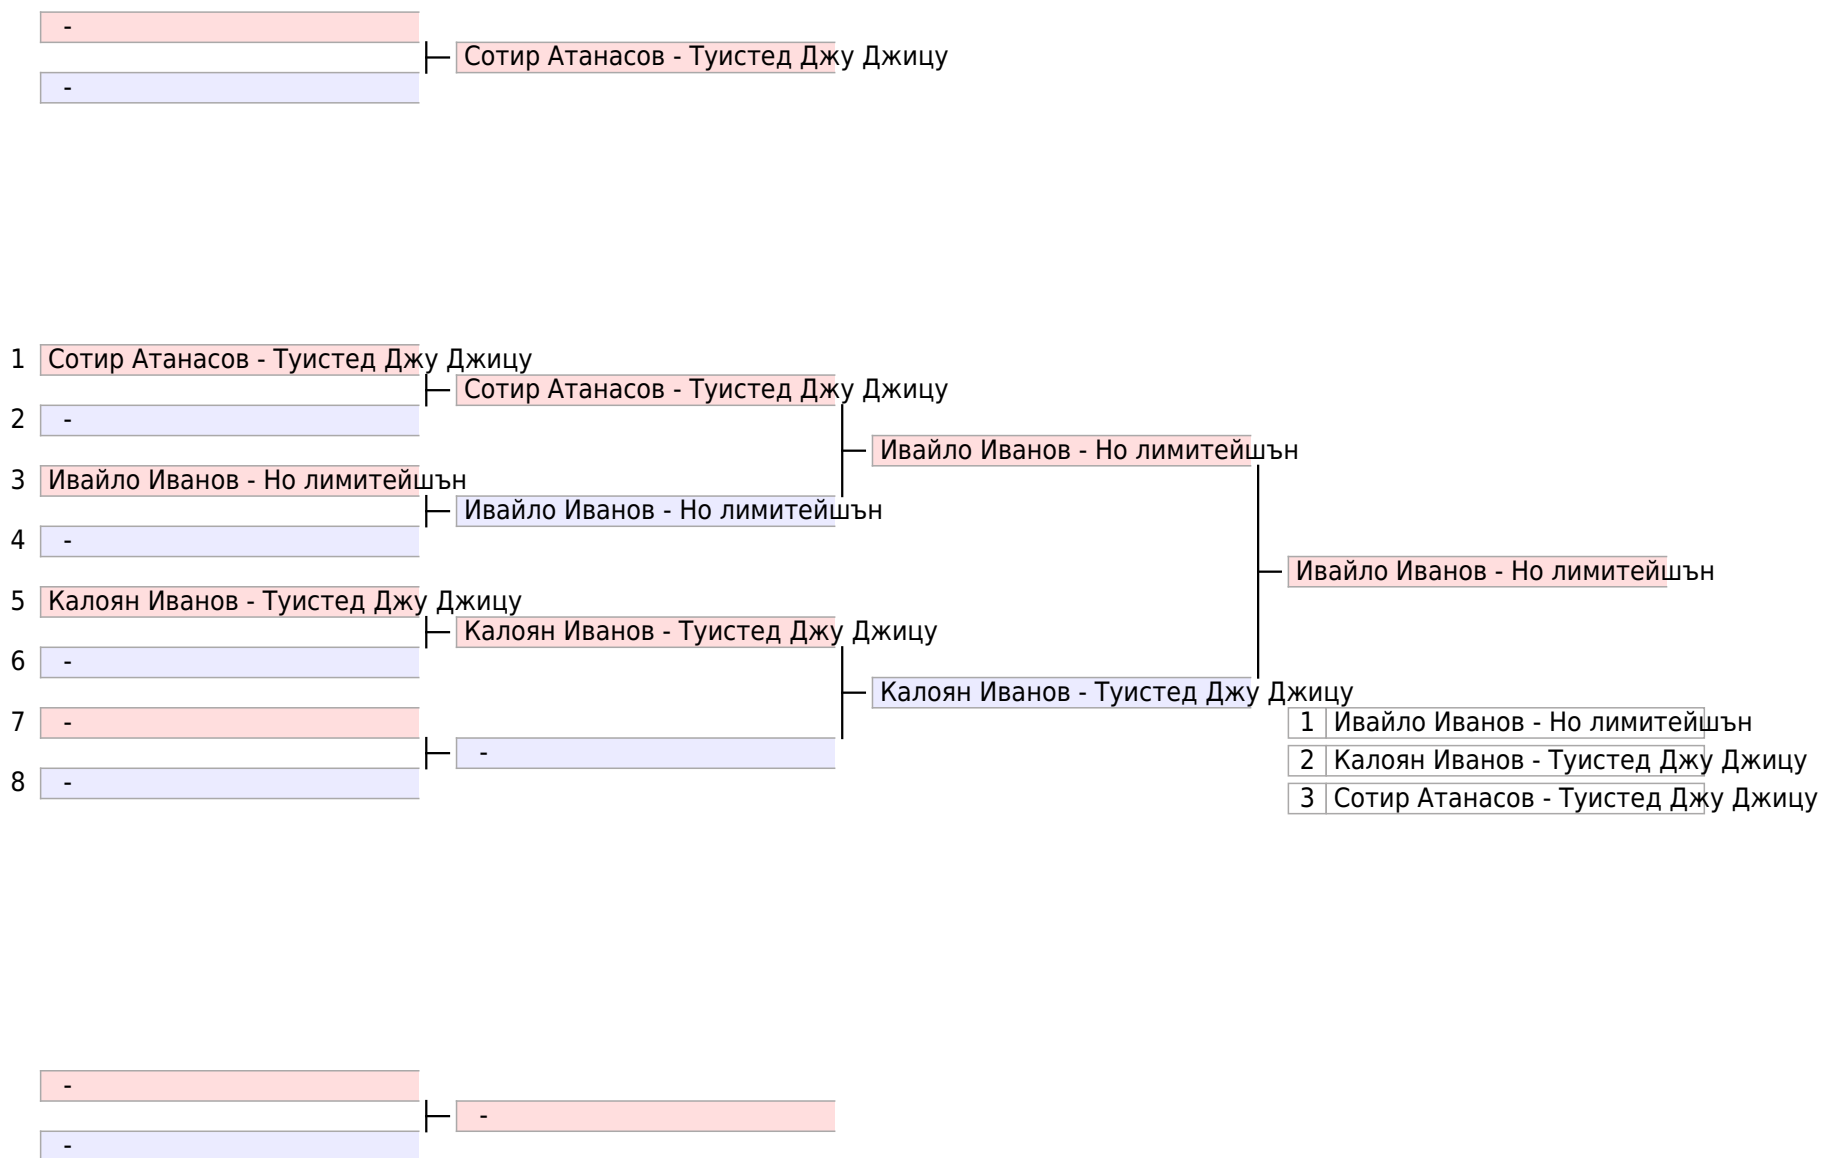 -
Сотир Атанасов - Туистед Джу Джицу
-
1 Сотир Атанасов - Туистед Джу Джицу
Сотир Атанасов - Туистед Джу Джицу
2 -
Ивайло Иванов - Но лимитейшън
3 Ивайло Иванов - Но лимитейшън
Ивайло Иванов - Но лимитейшън
4 -
Ивайло Иванов - Но лимитейшън
5 Калоян Иванов - Туистед Джу Джицу
Калоян Иванов - Туистед Джу Джицу
6 -
Калоян Иванов - Туистед Джу Джицу
7 -
1 Ивайло Иванов - Но лимитейшън
-
2 Калоян Иванов - Туистед Джу Джицу
8 -
3 Сотир Атанасов - Туистед Джу Джицу
-
-
-